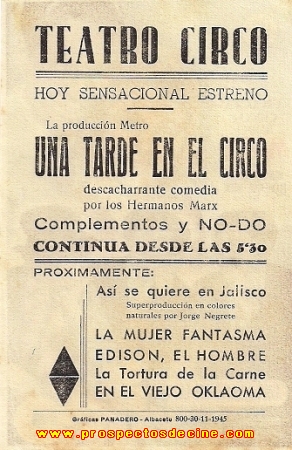 TEATRO CIRCO
HOY SENSACIONAL ESTRENO
La producción Metro
UNA TARDE EN EL CIRCO
descacharrante comedia
por los Hermanos Marx
Complementos y NO-DO
CONTINUA DESDE LAS 5'30
PROXIMAMENTE:
Así se quiere en Jalisco
Superproducción en colores
naturales por Jorge Negrete
LA MUJER FANTASMA
EDISON, EL HOMBRE
La Tortura de la Carne
EN EL VIEJO OKLAOMA
Gráficas PANADERO - Albacete 800-30-11-1945
www.prospectosdecine.com